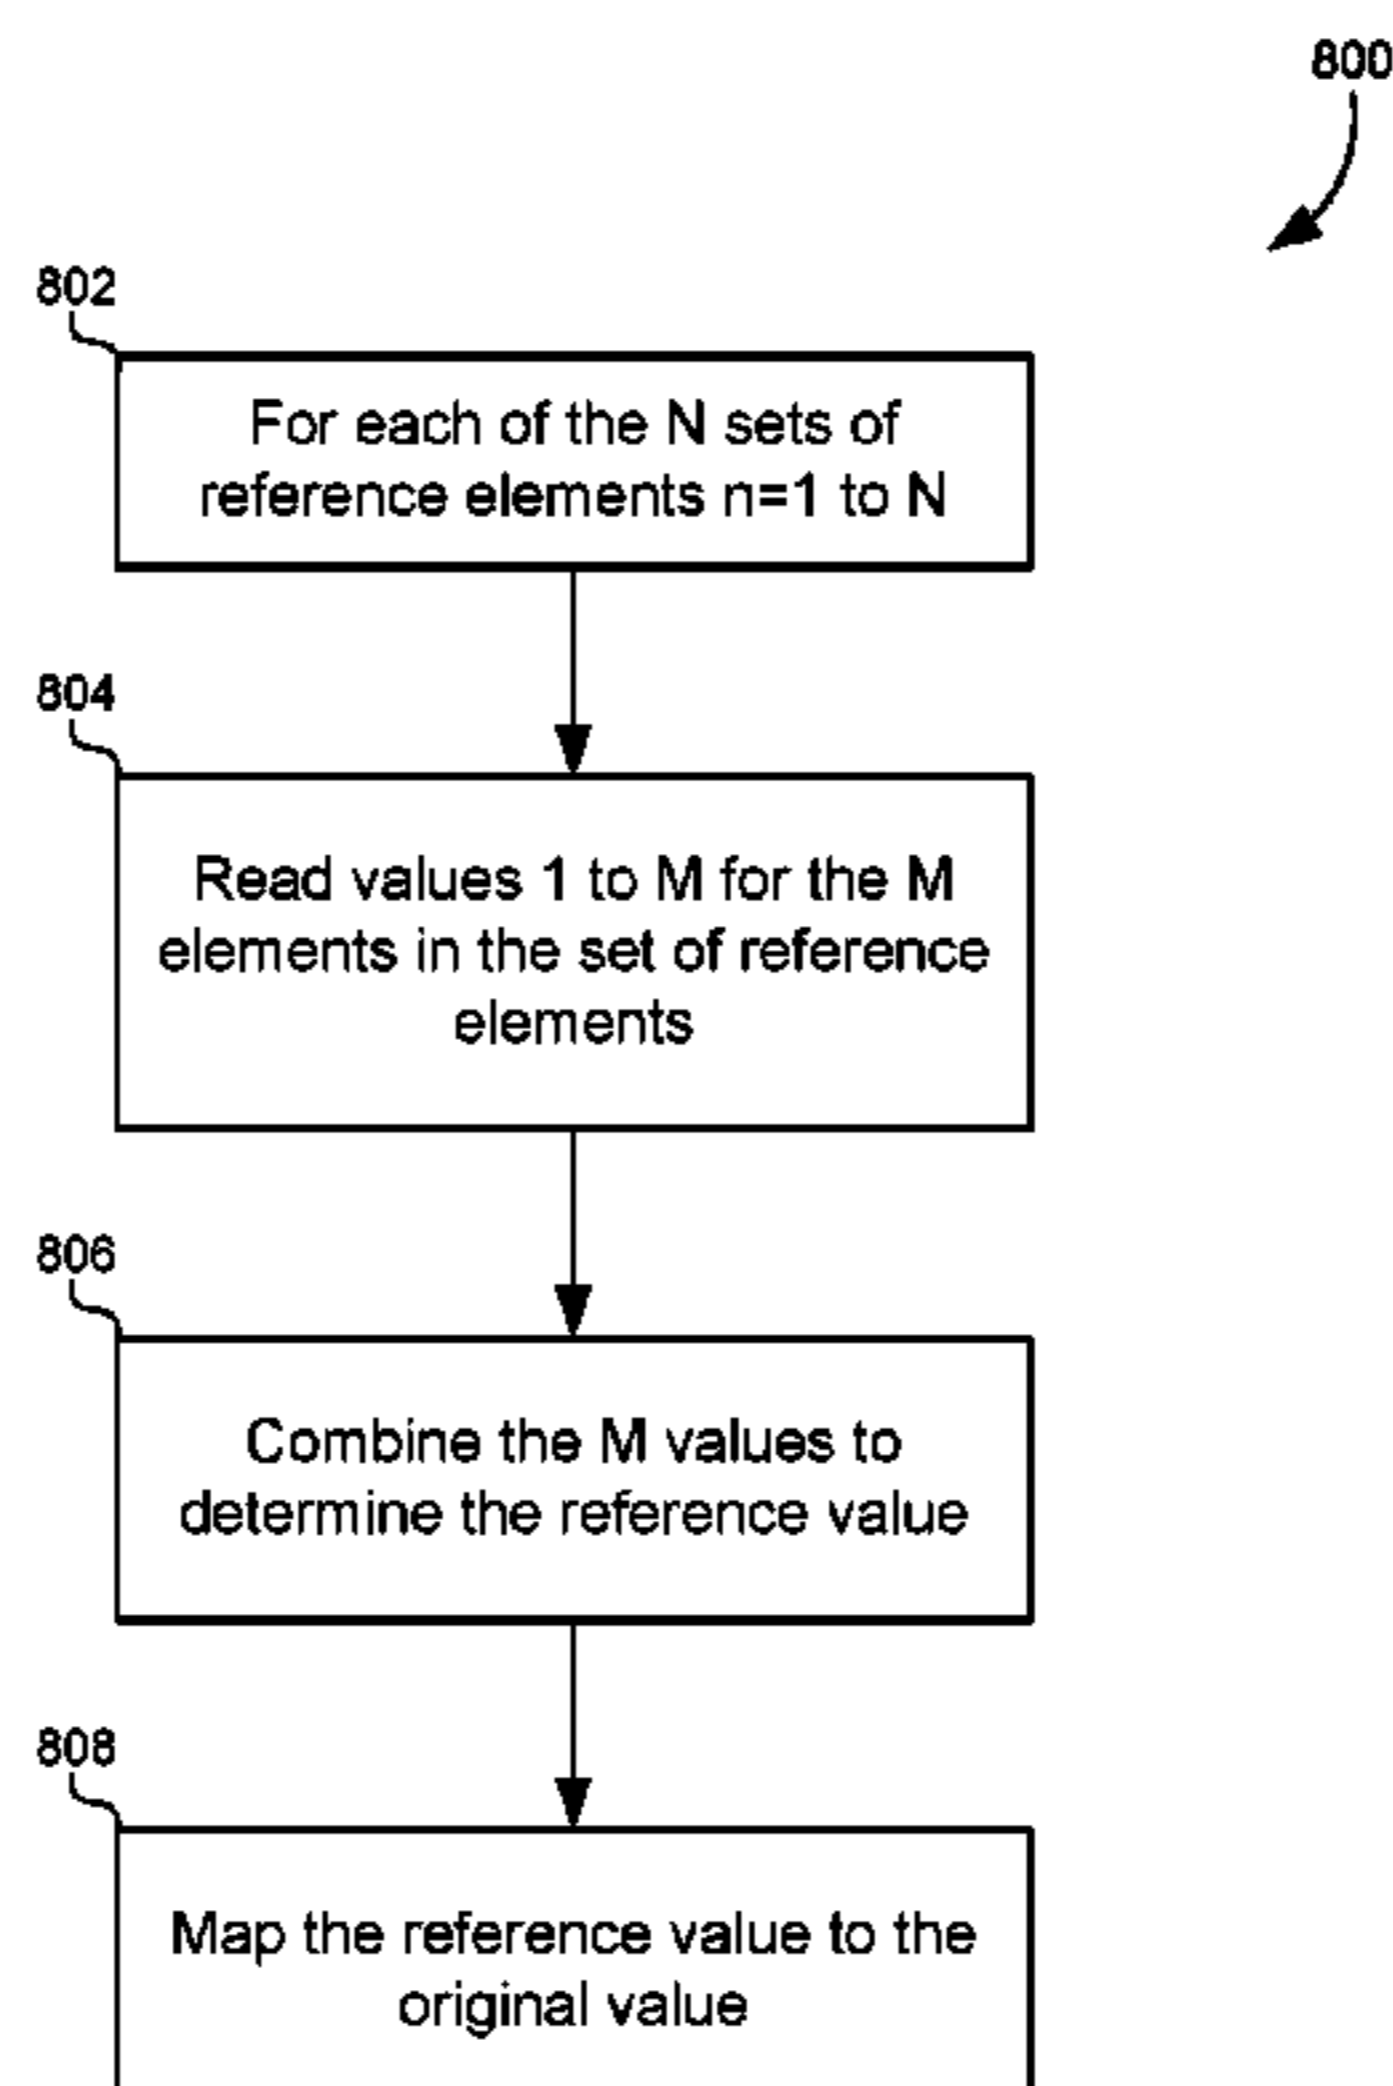 800
802
For each of the N sets of
reference elements n=1 to N
804
Read values 1 to M for the M
elements in the set of reference
elements
806
Combine the M values to
determine the reference value
808
Map the reference value to the
original value